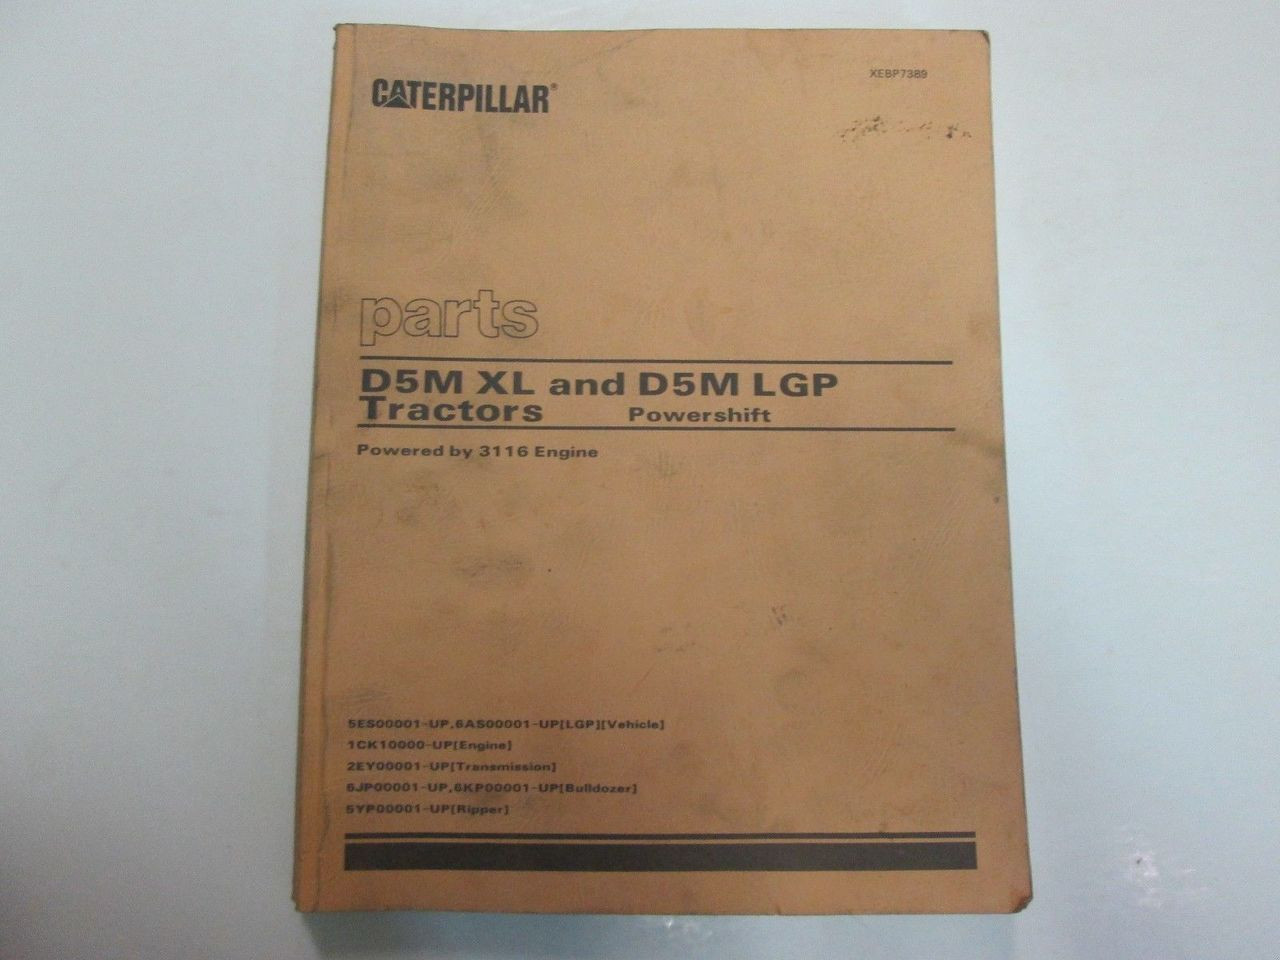 XEBP7389
CATERPILLAR®
parts
D5M XL and D5M LGP
Tractors Powershift
Powered by 3116 Engine
5ES00001-UP,6AS00001-UP[LGP][Vehicle]
1CK10000-UP[Engine]
2EY00001-UP[Transmission]
6JP00001-UP,6KP00001-UP[Bulldozer]
5YP00001-UP[Ripper]